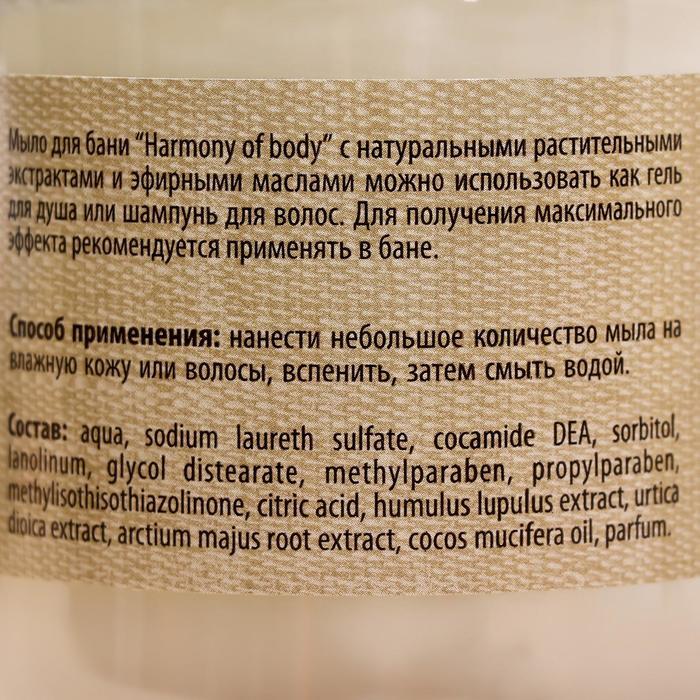 Мыло для бани “Harmony of body” с натуральными растительными
экстрактами и эфирными маслами можно использовать как гель
для душа или шампунь для волос. Для получения максимального
эффекта рекомендуется применять в бане.
Способ применения: нанести небольшое количество мыла на
влажную кожу или волосы, вспенить, затем смыть водой.
Состав: aqua, sodium laureth sulfate, cocamide DEA, sorbitol,
lanolinum, glycol distearate, methylparaben, propylparaben,
methylisothisothiazolinone, citric acid, humulus lupulus extract, urtica
dioica extract, arctium majus root extract, cocos mucifera oil, parfum.